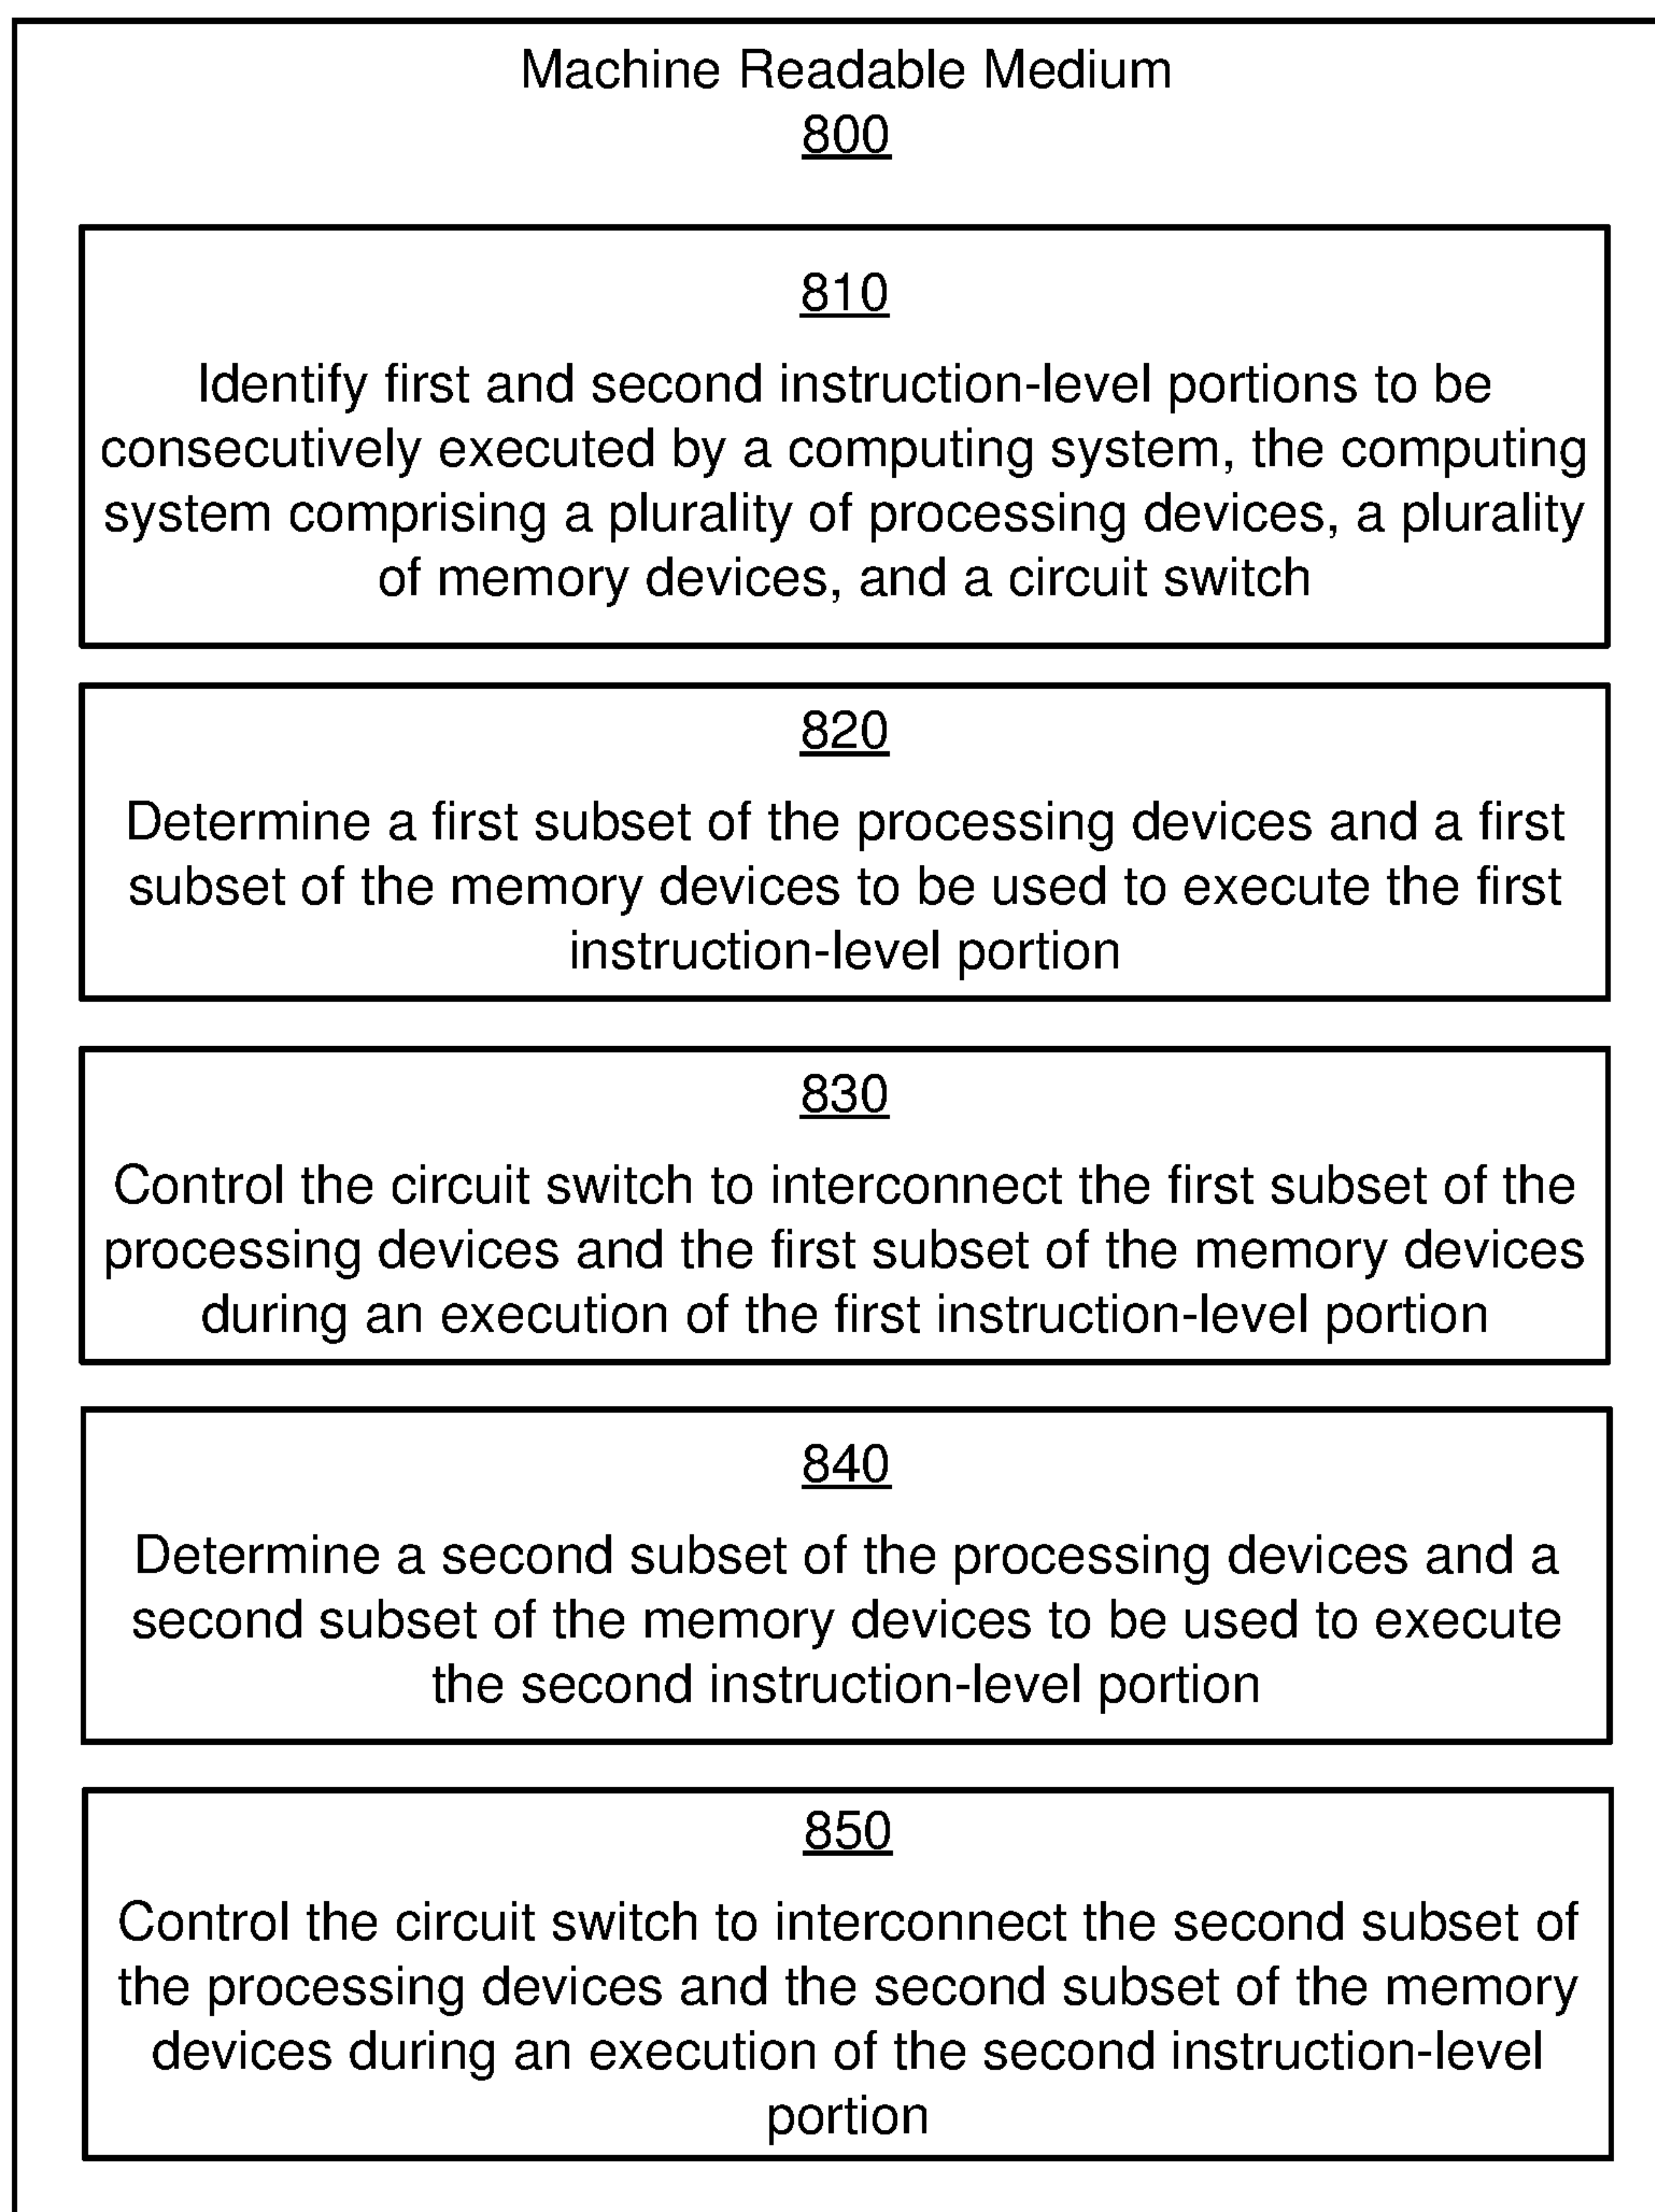 Machine Readable Medium
800
810
Identify first and second instruction-level portions to be
consecutively executed by a computing system, the computing
system comprising a plurality of processing devices, a plurality
of memory devices, and a circuit switch
820
Determine a first subset of the processing devices and a first
subset of the memory devices to be used to execute the first
instruction-level portion
830
Control the circuit switch to interconnect the first subset of the
processing devices and the first subset of the memory devices
during an execution of the first instruction-level portion
840
Determine a second subset of the processing devices and a
second subset of the memory devices to be used to execute
the second instruction-level portion
850
Control the circuit switch to interconnect the second subset of
the processing devices and the second subset of the memory
devices during an execution of the second instruction-level
portion